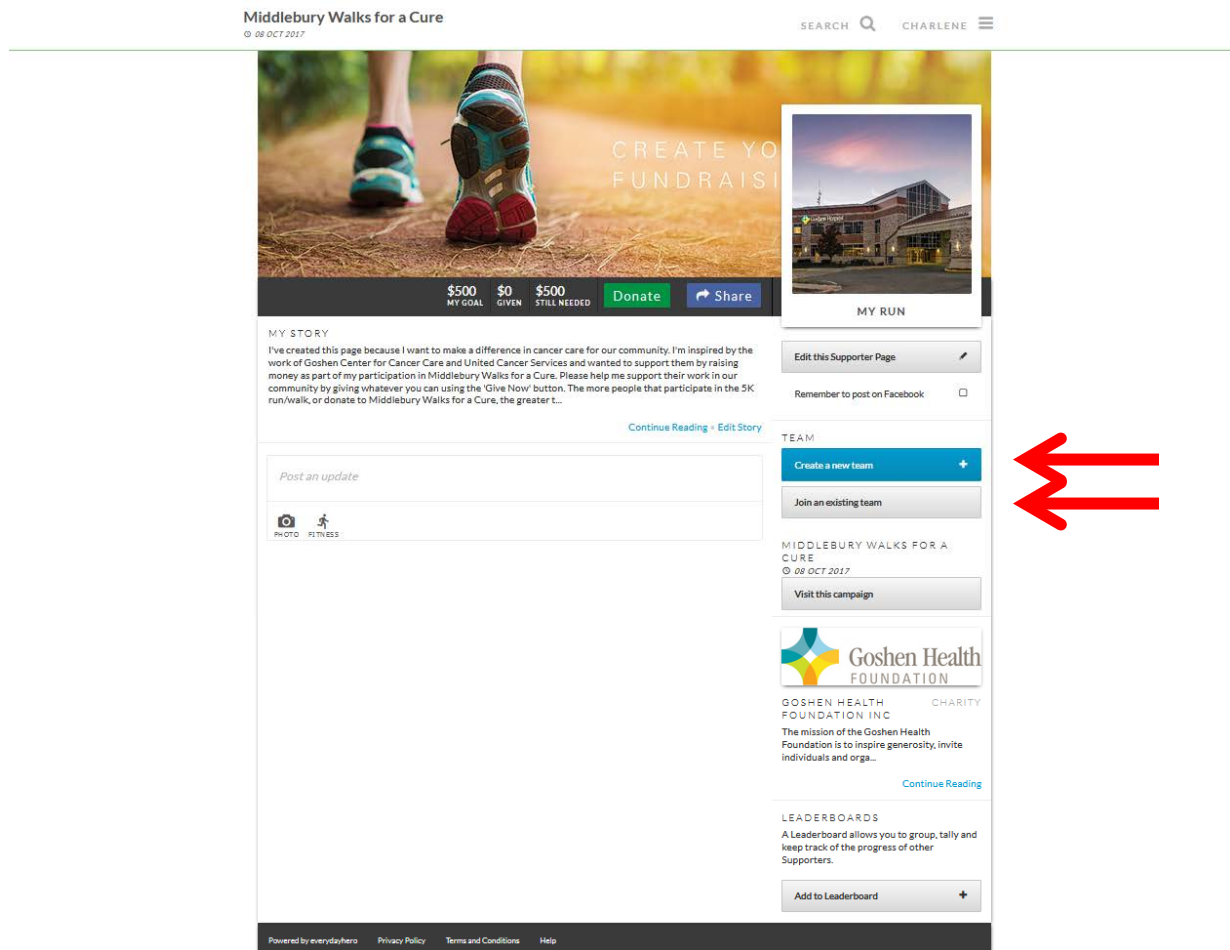 Middlebury Walks for a Cure
08 OCT 2017
SEARCH
CHARLENE
CREATE YO
FUNDRAISI
Goshen Hospital
$500
MY GOAL
$0
GIVEN
$500
STILL NEEDED
Donate
Share
MY RUN
MY STORY
I've created this page because I want to make a difference in cancer care for our community. I'm inspired by the
work of Goshen Center for Cancer Care and United Cancer Services and wanted to support them by raising
money as part of my participation in Middlebury Walks for a Cure. Please help me support their work in our
community by giving whatever you can using the 'Give Now' button. The more people that participate in the 5K
run/walk, or donate to Middlebury Walks for a Cure, the greater t...
Continue Reading • Edit Story
Post an update
PHOTO FITNESS
Edit this Supporter Page
Remember to post on Facebook
TEAM
Create a new team
Join an existing team
MIDDLEBURY WALKS FOR A
CURE
08 OCT 2017
Visit this campaign
Goshen Health
FOUNDATION
GOSHEN HEALTH CHARITY
FOUNDATION INC
The mission of the Goshen Health
Foundation is to inspire generosity, invite
individuals and orga...
Continue Reading
LEADERBOARDS
A Leaderboard allows you to group, tally and
keep track of the progress of other
Supporters.
Add to Leaderboard
Powered by everydayhero Privacy Policy Terms and Conditions Help